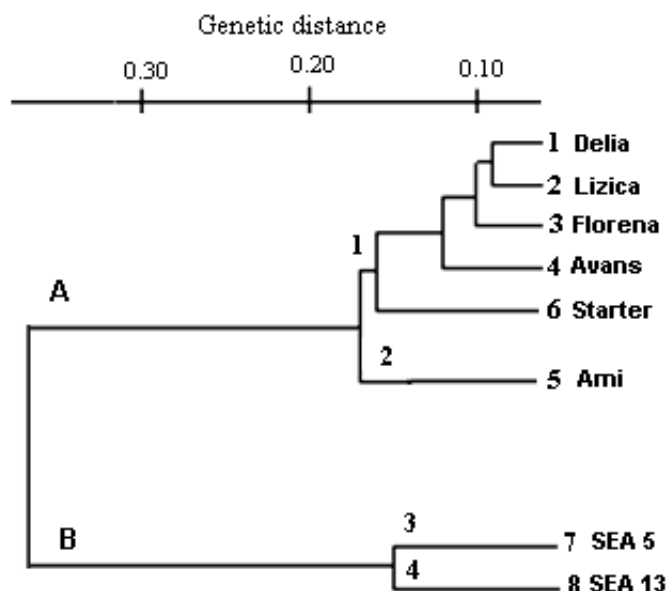 Genetic distance
0.30 0.20 0.10
1 Delia
2 Lizica
3 Florena
1
4 Avans
A
6 Starter
2
5 Ami
3
B
7 SEA 5
4
8 SEA 13